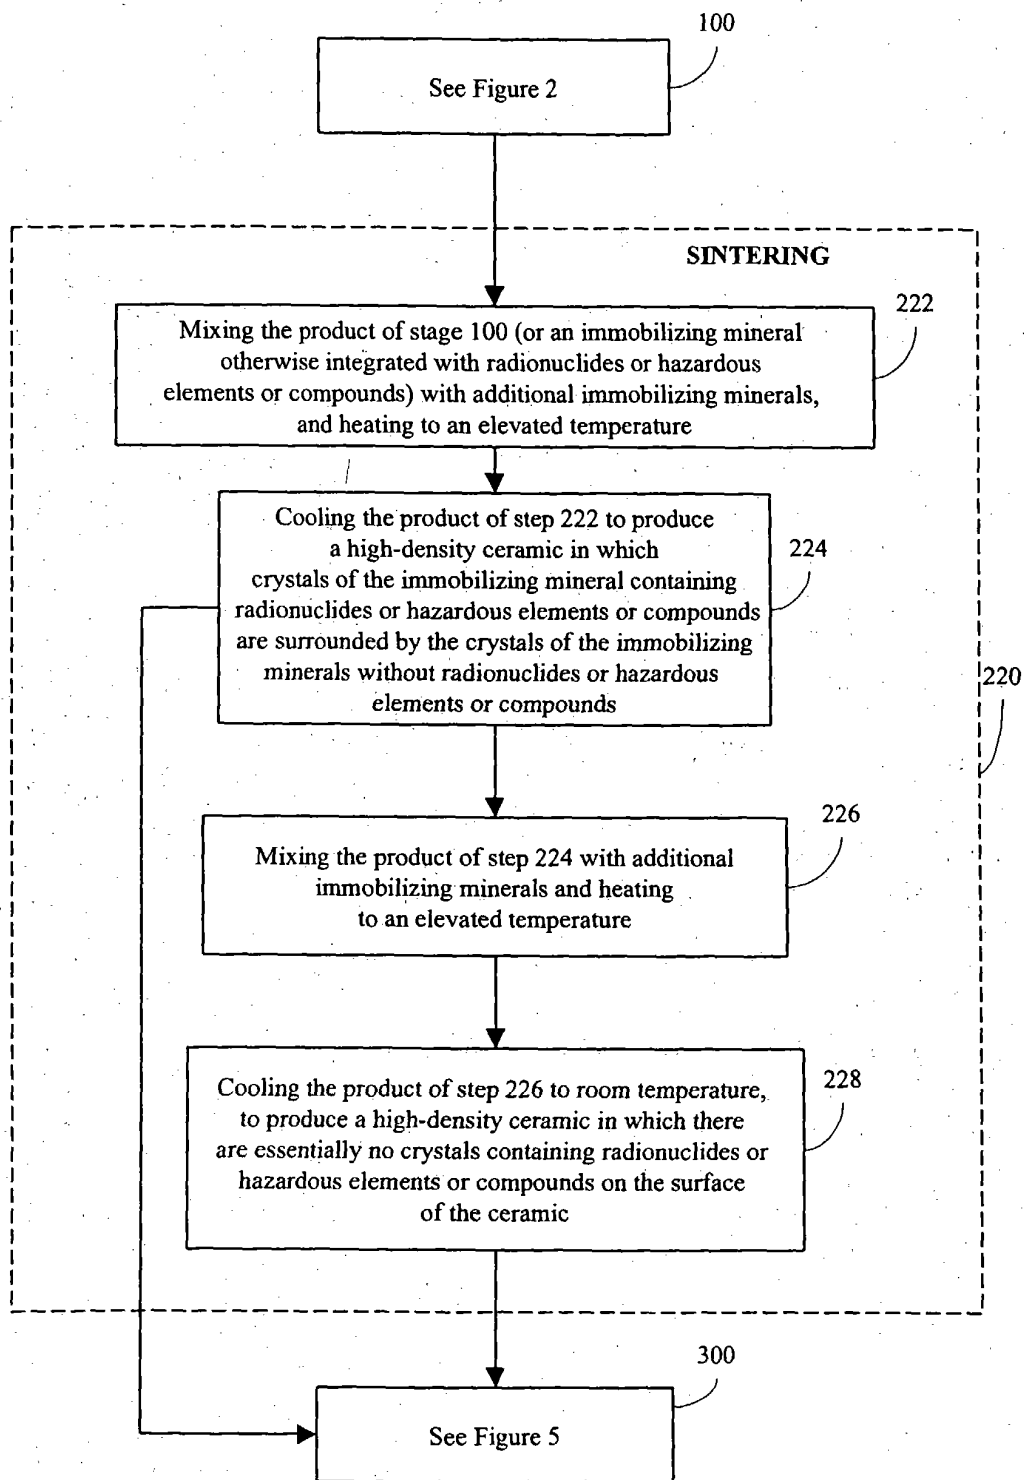 100
See Figure 2
SINTERING
222
Mixing the product of stage 100 (or an immobilizing mineral
otherwise integrated with radionuclides or hazardous
elements or compounds) with additional immobilizing minerals,
and heating to an elevated temperature
Cooling the product of step 222 to produce
a high-density ceramic in which
crystals of the immobilizing mineral containing
radionuclides or hazardous elements or compounds
are surrounded by the crystals of the immobilizing
minerals without radionuclides or hazardous
elements or compounds
224
220
226
Mixing the product of step 224 with additional
immobilizing minerals and heating
to an elevated temperature
228
Cooling the product of step 226 to room temperature,
to produce a high-density ceramic in which there
are essentially no crystals containing radionuclides or
hazardous elements or compounds on the surface
of the ceramic
300
See Figure 5